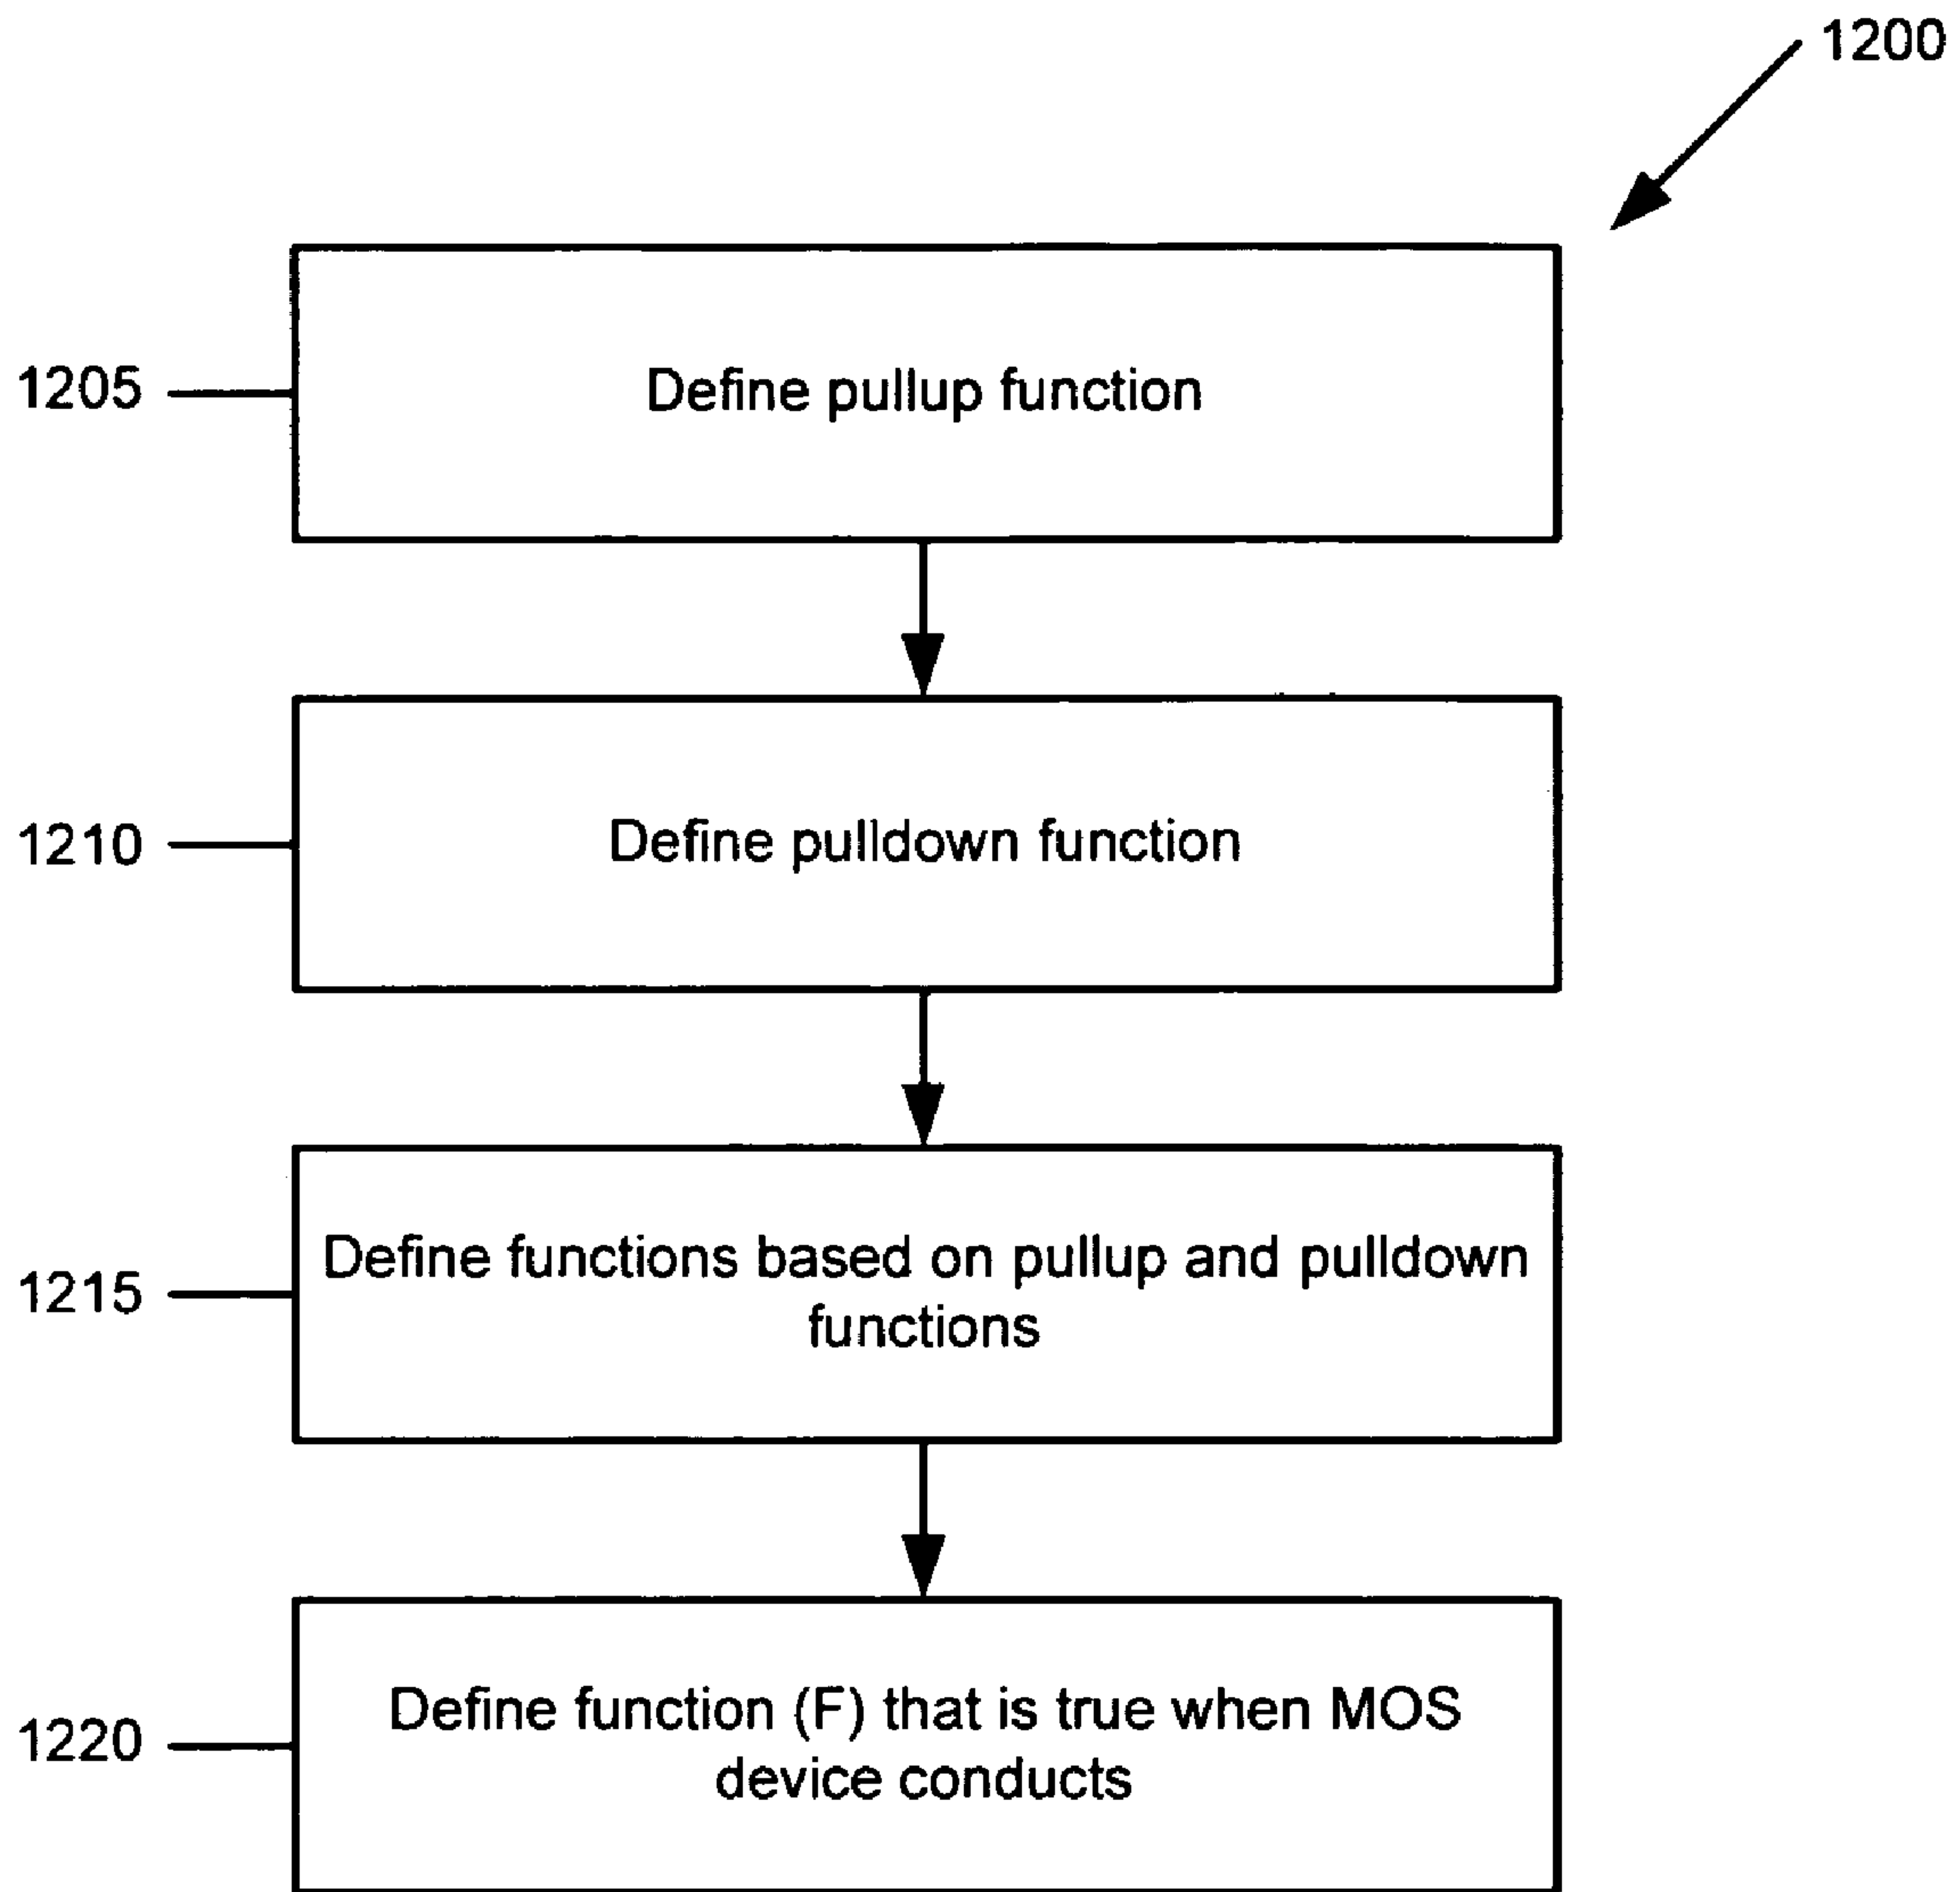 1200
1205
Define pullup function
1210
Define pulldown function
1215
Define functions based on pullup and pulldown
functions
1220
Define function (F) that is true when MOS
device conducts